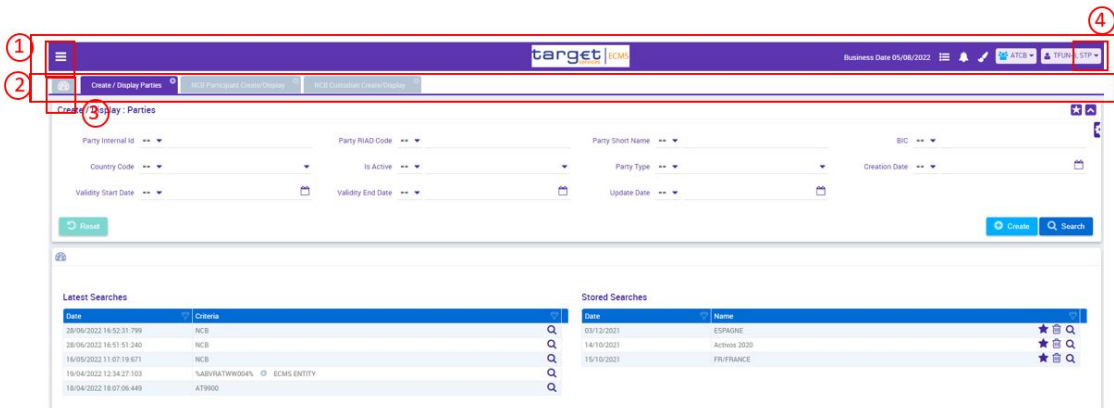 4
1
target | ECMS
services
Business Date 05/08/2022
ATCB
TFUN-B, STP
2
Create / Display Parties
NCB Participant Create/Display
NCB Custodian Create/Display
3
Create / Display : Parties
Party Internal Id -- Party RIAD Code -- Party Short Name -- BIC --
Country Code -- Is Active -- Party Type -- Creation Date --
Validity Start Date -- Validity End Date -- Update Date --
Reset Create Search
Latest Searches Stored Searches
Date Criteria Date Name
28/06/2022 16:52:31:799 NCB 03/12/2021 ESPAGNE
28/06/2022 16:51:51:240 NCB 14/10/2021 Activos 2020
16/05/2022 11:07:19:671 NCB 15/10/2021 FR/FRANCE
19/04/2022 12:34:27:103 %ABVRATWW004% ECMS ENTITY
18/04/2022 18:07:06:449 AT9900